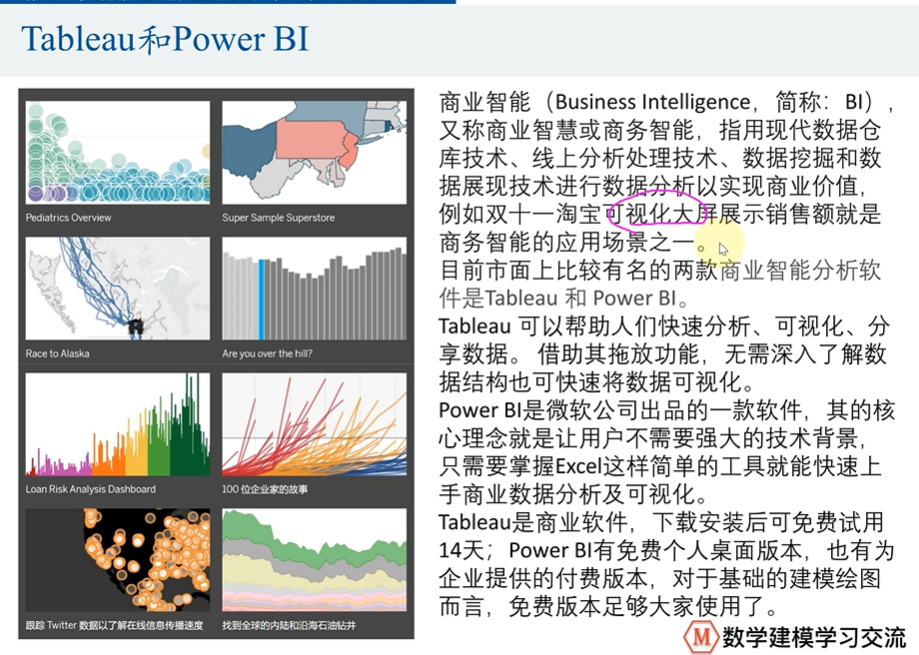 Tableau和Power BI
Pediatrics Overview
Super Sample Superstore
Race to Alaska
Are you over the hill?
Loan Risk Analysis Dashboard
100 位企业家的故事
跟踪 Twitter 数据以了解在线信息传播速度
找到全球的内陆和沿海石油钻井
商业智能（Business Intelligence，简称：BI），
又称商业智慧或商务智能，指用现代数据仓
库技术、线上分析处理技术、数据挖掘和数
据展现技术进行数据分析以实现商业价值，
例如双十一淘宝可视化大屏展示销售额就是
商务智能的应用场景之一。
目前市面上比较有名的两款商业智能分析软
件是Tableau 和 Power BI。
Tableau 可以帮助人们快速分析、可视化、分
享数据。 借助其拖放功能，无需深入了解数
据结构也可快速将数据可视化。
Power BI是微软公司出品的一款软件，其的核
心理念就是让用户不需要强大的技术背景，
只需要掌握Excel这样简单的工具就能快速上
手商业数据分析及可视化。
Tableau是商业软件，下载安装后可免费试用
14天；Power BI有免费个人桌面版本，也有为
企业提供的付费版本，对于基础的建模绘图
而言，免费版本足够大家使用了。
M 数学建模学习交流